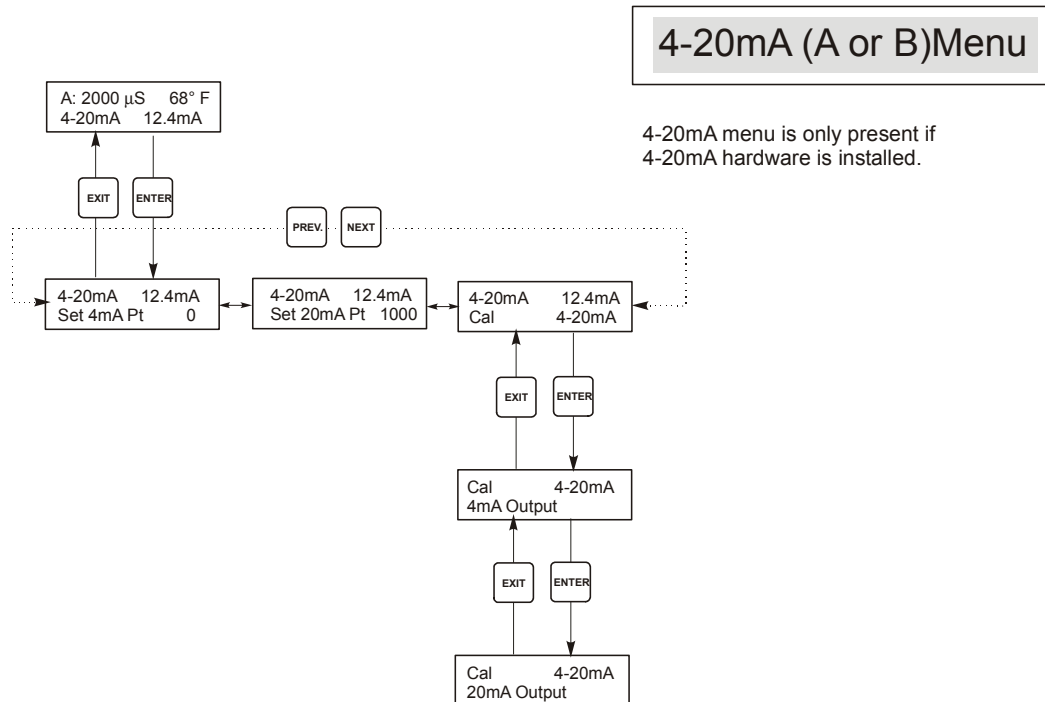 4-20mA (A or B)Menu
A: 2000 μS 68° F
4-20mA 12.4mA
4-20mA menu is only present if
4-20mA hardware is installed.
EXIT ENTER
PREV. NEXT
4-20mA 12.4mA
Set 4mA Pt 0
4-20mA 12.4mA
Set 20mA Pt 1000
4-20mA 12.4mA
Cal 4-20mA
EXIT ENTER
Cal 4-20mA
4mA Output
EXIT ENTER
Cal 4-20mA
20mA Output